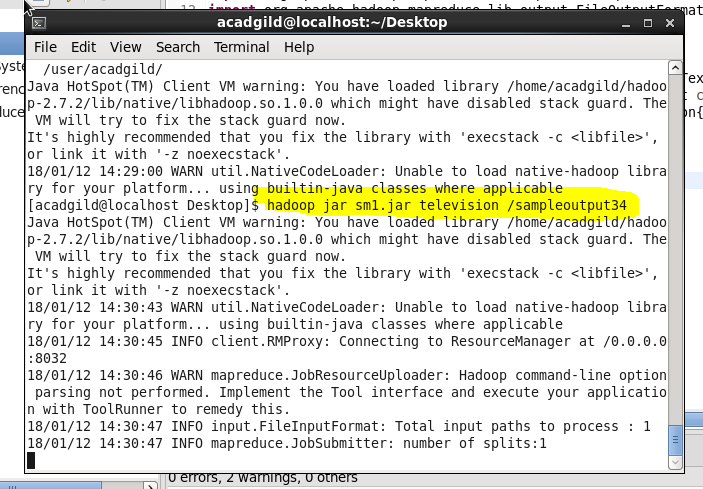 import org.apache.hadoop.mapreduce.lib.output.FileOutputFormat
acadgild@localhost:~/Desktop
File Edit View Search Terminal Help
/user/acadgild/
Java HotSpot(TM) Client VM warning: You have loaded library /home/acadgild/hadoo
p-2.7.2/lib/native/libhadoop.so.1.0.0 which might have disabled stack guard. The
VM will try to fix the stack guard now.
It's highly recommended that you fix the library with 'execstack -c <libfile>',
or link it with '-z noexecstack'.
18/01/12 14:29:00 WARN util.NativeCodeLoader: Unable to load native-hadoop libra
ry for your platform... using builtin-java classes where applicable
[acadgild@localhost Desktop]$ hadoop jar sm1.jar television /sampleoutput34
Java HotSpot(TM) Client VM warning: You have loaded library /home/acadgild/hadoo
p-2.7.2/lib/native/libhadoop.so.1.0.0 which might have disabled stack guard. The
VM will try to fix the stack guard now.
It's highly recommended that you fix the library with 'execstack -c <libfile>',
or link it with '-z noexecstack'.
18/01/12 14:30:43 WARN util.NativeCodeLoader: Unable to load native-hadoop libra
ry for your platform... using builtin-java classes where applicable
18/01/12 14:30:45 INFO client.RMProxy: Connecting to ResourceManager at /0.0.0.0
:8032
18/01/12 14:30:46 WARN mapreduce.JobResourceUploader: Hadoop command-line option
parsing not performed. Implement the Tool interface and execute your applicatio
n with ToolRunner to remedy this.
18/01/12 14:30:47 INFO input.FileInputFormat: Total input paths to process : 1
18/01/12 14:30:47 INFO mapreduce.JobSubmitter: number of splits:1
0 errors, 2 warnings, 0 others